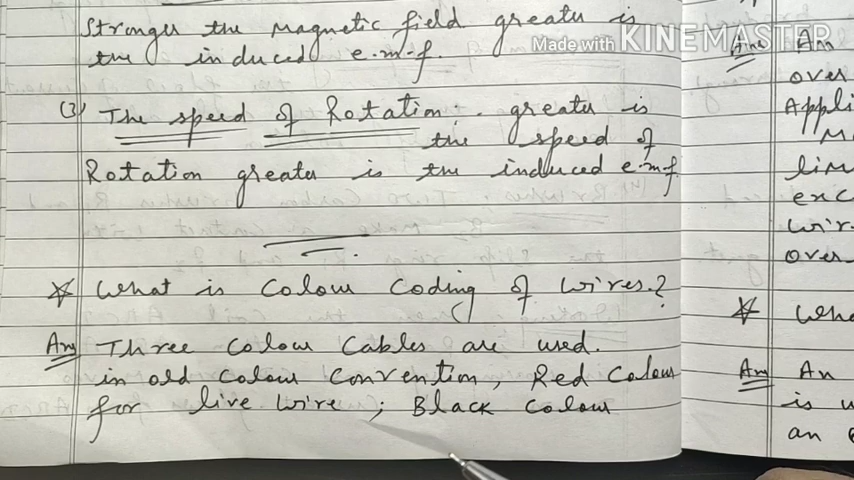 Stronger the Magnetic field greater is
the induced e.m.f.
Made with KINEMASTER
(3) The speed of Rotation :- greater is
the speed of
Rotation greater is the induced e.m.f
* What is Colour Coding of wires?
Ans Three Colour Cables are used.
in old Colour Convention, Red Colour
for live wire; Black Colour
Ans An
over
Appli
lim
exc
wir
over
* Wha
Ans An
is u
an